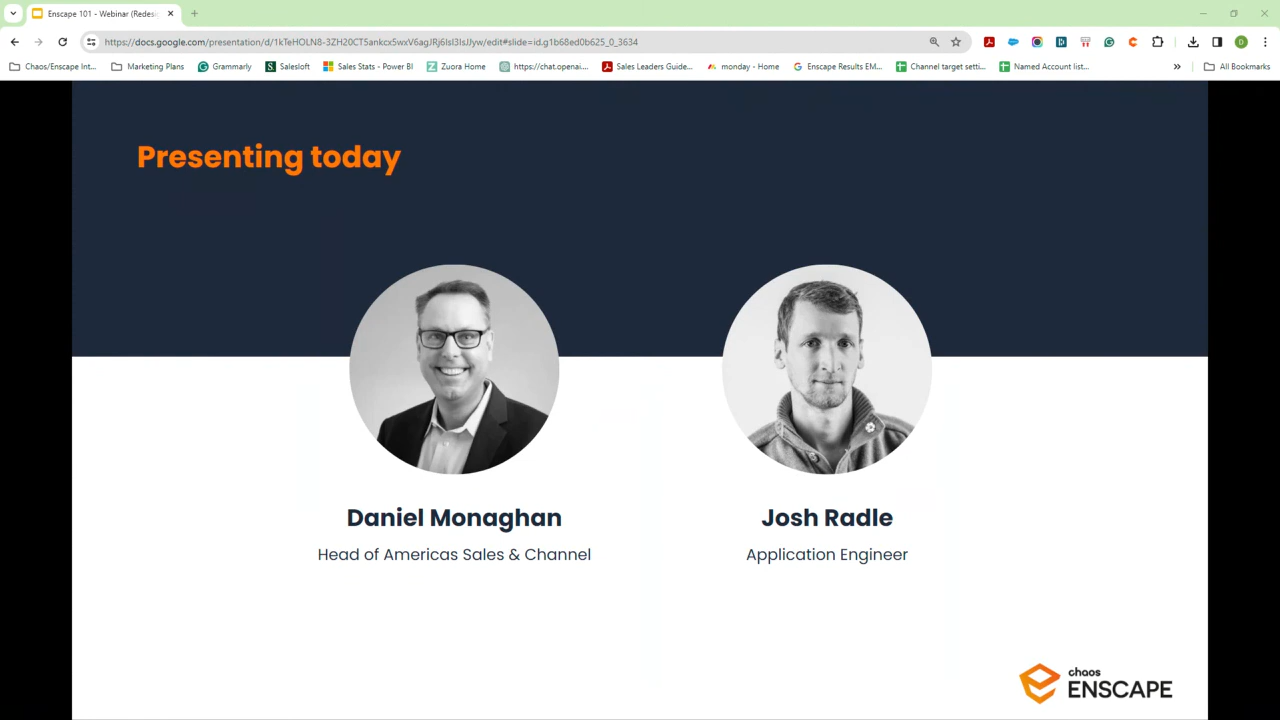 Enscape 101 - Webinar (Redesi
https://docs.google.com/presentation/d/1kTeHOLN8-3ZH20CT5ankcx5wxV6agJRj6IsI3IsJJyw/edit#slide=id.g1b68ed0b625_0_3634
Chaos/Enscape Int...
Marketing Plans
Grammarly
Salesloft
Sales Stats - Power BI
Zuora Home
https://chat.openai....
Sales Leaders Guide...
monday - Home
Enscape Results EM...
Channel target setti...
Named Account list...
All Bookmarks
Presenting today
Daniel Monaghan
Josh Radle
Head of Americas Sales & Channel
Application Engineer
chaos
ENSCAPE